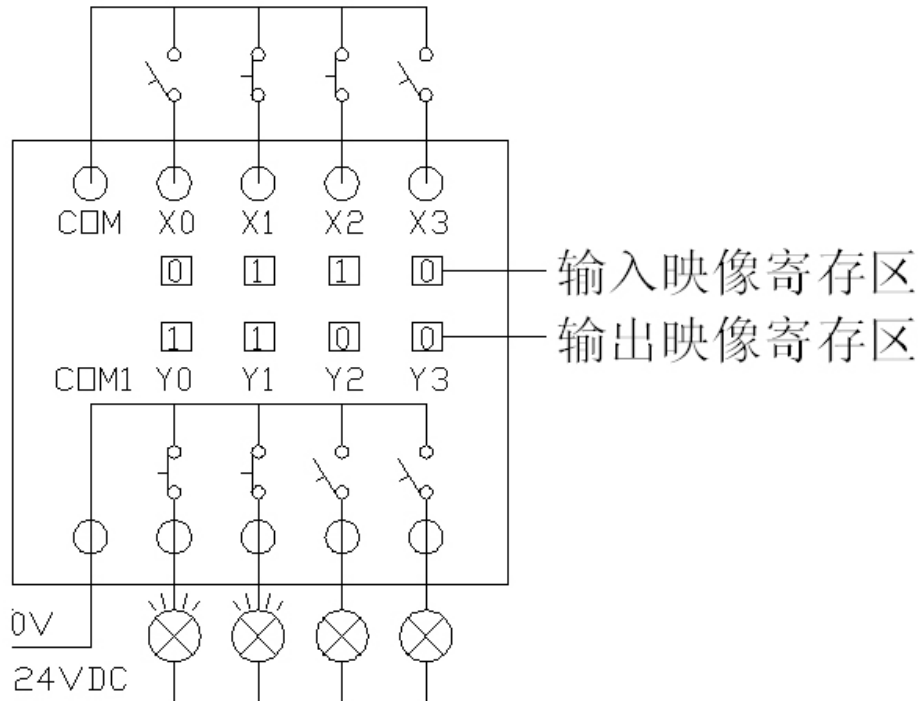 COM X0 X1 X2 X3
0 1 1 0 输入映像寄存区
1 1 0 0 输出映像寄存区
COM1 Y0 Y1 Y2 Y3
0V
24VDC